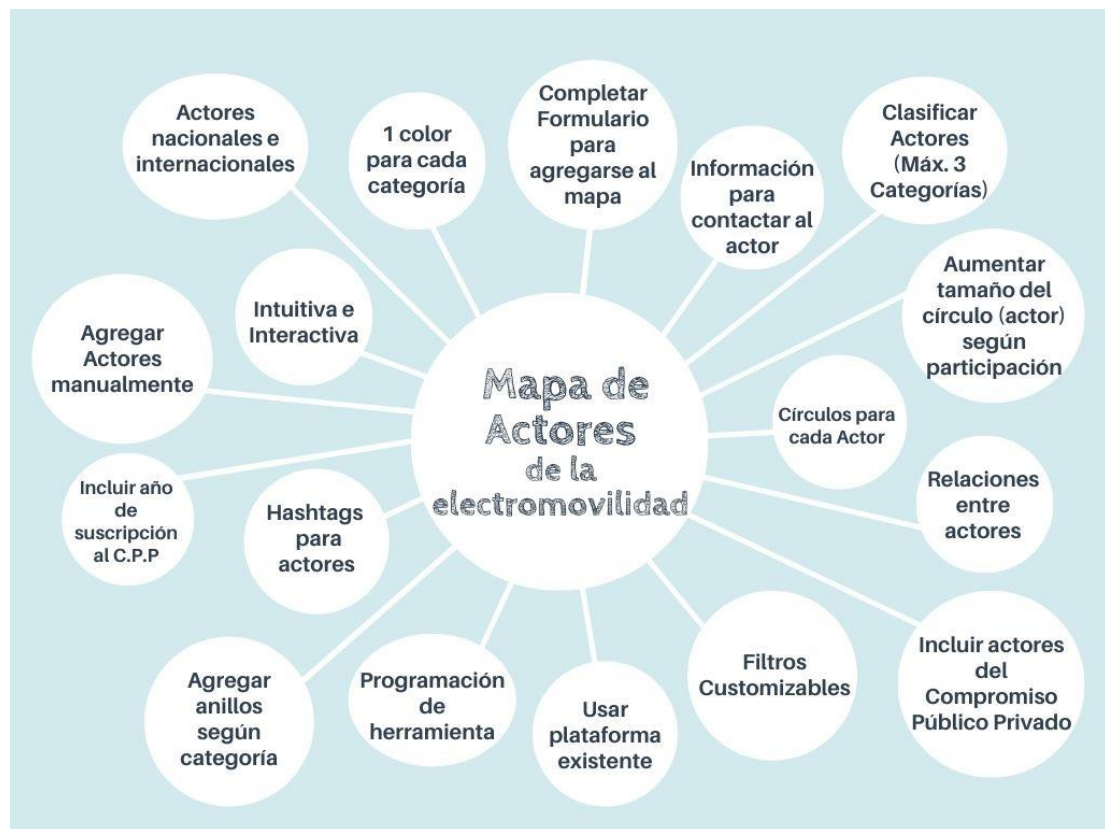 Actores
nacionales e
internacionales
1 color
para cada
categoría
Completar
Formulario
para
agregarse al
mapa
Información
para
contactar al
actor
Clasificar
Actores
(Máx. 3
Categorías)
Intuitiva e
Interactiva
Aumentar
tamaño del
círculo (actor)
según
participación
Agregar
Actores
manualmente
Mapa de
Actores
de la
electromovilidad
Círculos para
cada Actor
Incluir año
de
suscripción
al C.P.P
Hashtags
para
actores
Relaciones
entre
actores
Agregar
anillos
según
categoría
Programación
de
herramienta
Usar
plataforma
existente
Filtros
Customizables
Incluir actores
del
Compromiso
Público Privado